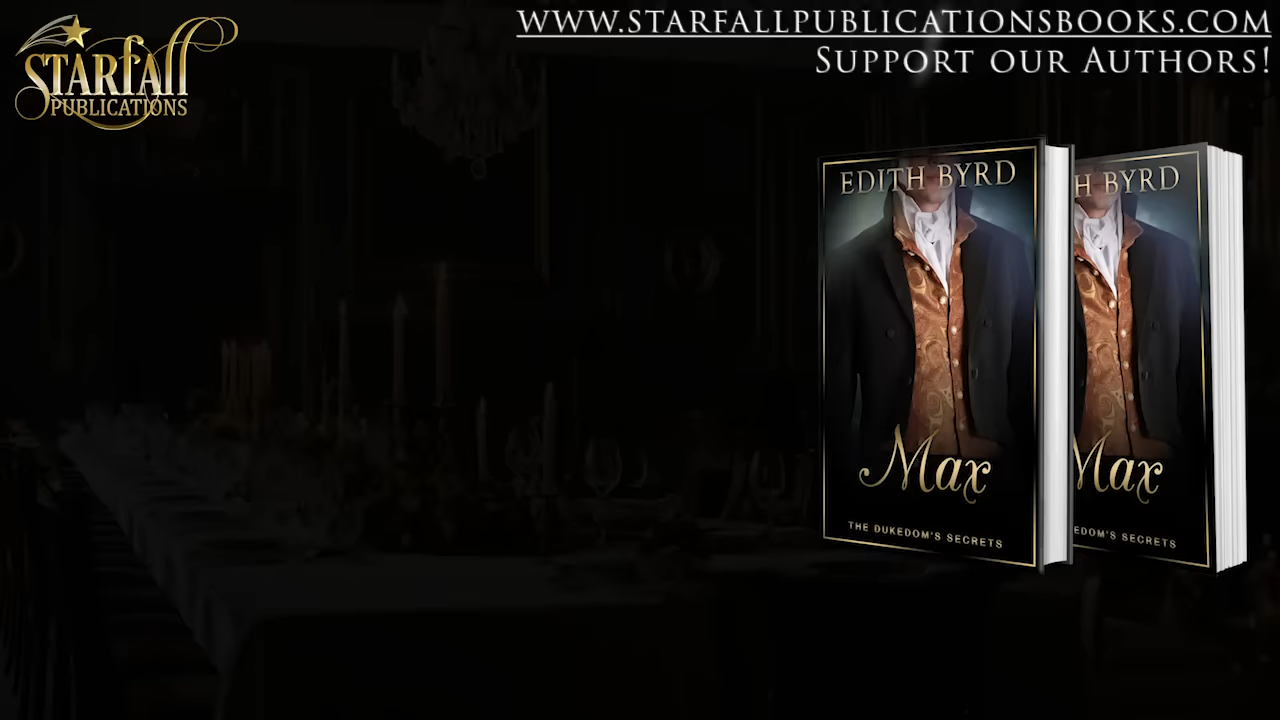 STARfAll
PUBLICATIONS
WWW.STARFALLPUBLICATIONSBOOKS.COM
SUPPORT OUR AUTHORS!
EDITH BYRD
Max
THE DUKEDOM'S SECRETS
H BYRD
Max
EDOM'S SECRETS